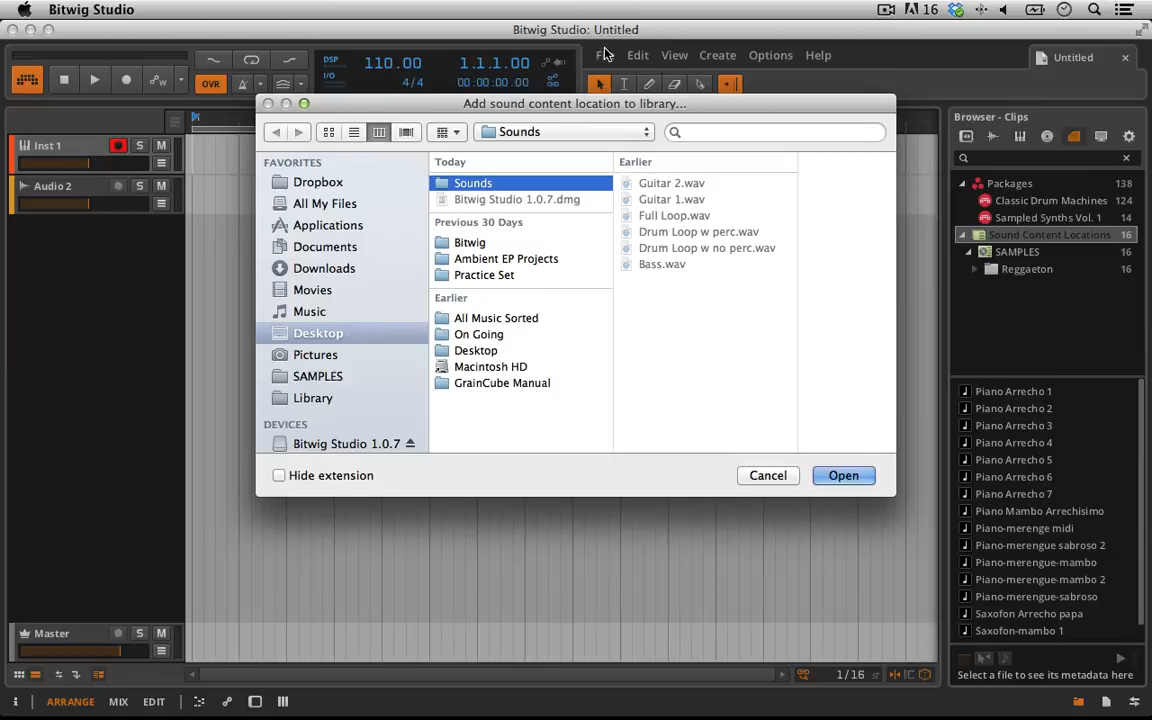 Bitwig Studio
16
Bitwig Studio: Untitled
OVR
DSP
I/O
110.00
4/4
1.1.1.00
00:00:00.00
Edit
View
Create
Options
Help
Untitled
Add sound content location to library...
Sounds
FAVORITES
Dropbox
All My Files
Applications
Documents
Downloads
Movies
Music
Desktop
Pictures
SAMPLES
Library
DEVICES
Bitwig Studio 1.0.7
Today
Sounds
Bitwig Studio 1.0.7.dmg
Previous 30 Days
Bitwig
Ambient EP Projects
Practice Set
Earlier
All Music Sorted
On Going
Desktop
Macintosh HD
GrainCube Manual
Earlier
Guitar 2.wav
Guitar 1.wav
Full Loop.wav
Drum Loop w perc.wav
Drum Loop w no perc.wav
Bass.wav
Hide extension
Cancel
Open
Inst 1
S
M
Audio 2
S
M
Master
S
M
Browser - Clips
Packages 138
Classic Drum Machines 124
Sampled Synths Vol. 1 14
Sound Content Locations 16
SAMPLES 16
Reggaeton 16
Piano Arrecho 1
Piano Arrecho 2
Piano Arrecho 3
Piano Arrecho 4
Piano Arrecho 5
Piano Arrecho 6
Piano Arrecho 7
Piano Mambo Arrechisimo
Piano-merenge midi
Piano-merengue sabroso 2
Piano-merengue-mambo
Piano-merengue-mambo 2
Piano-merengue-sabroso
Saxofon Arrecho papa
Saxofon-mambo 1
Select a file to see its metadata here
1/16
i
ARRANGE
MIX
EDIT